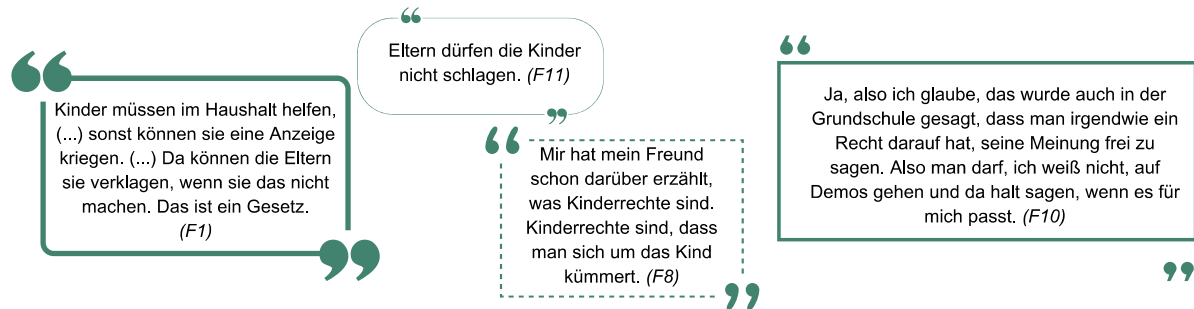 Kinder müssen im Haushalt helfen,
(...) sonst können sie eine Anzeige
kriegen. (...) Da können die Eltern
sie verklagen, wenn sie das nicht
machen. Das ist ein Gesetz.
(F1)
Eltern dürfen die Kinder
nicht schlagen. (F11)
Mir hat mein Freund
schon darüber erzählt,
was Kinderrechte sind.
Kinderrechte sind, dass
man sich um das Kind
kümmert. (F8)
Ja, also ich glaube, das wurde auch in der
Grundschule gesagt, dass man irgendwie ein
Recht darauf hat, seine Meinung frei zu
sagen. Also man darf, ich weiß nicht, auf
Demos gehen und da halt sagen, wenn es für
mich passt. (F10)